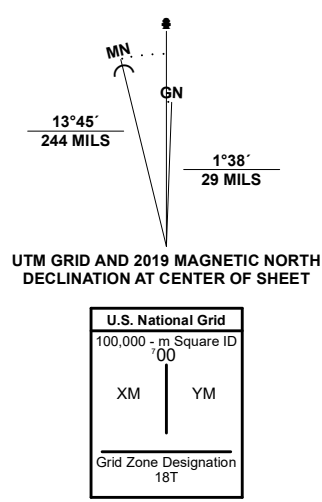 MN
GN
13°45´
244 MILS
1°38´
29 MILS
UTM GRID AND 2019 MAGNETIC NORTH
DECLINATION AT CENTER OF SHEET
U.S. National Grid
100,000 - m Square ID
⁷00
XM YM
Grid Zone Designation
18T